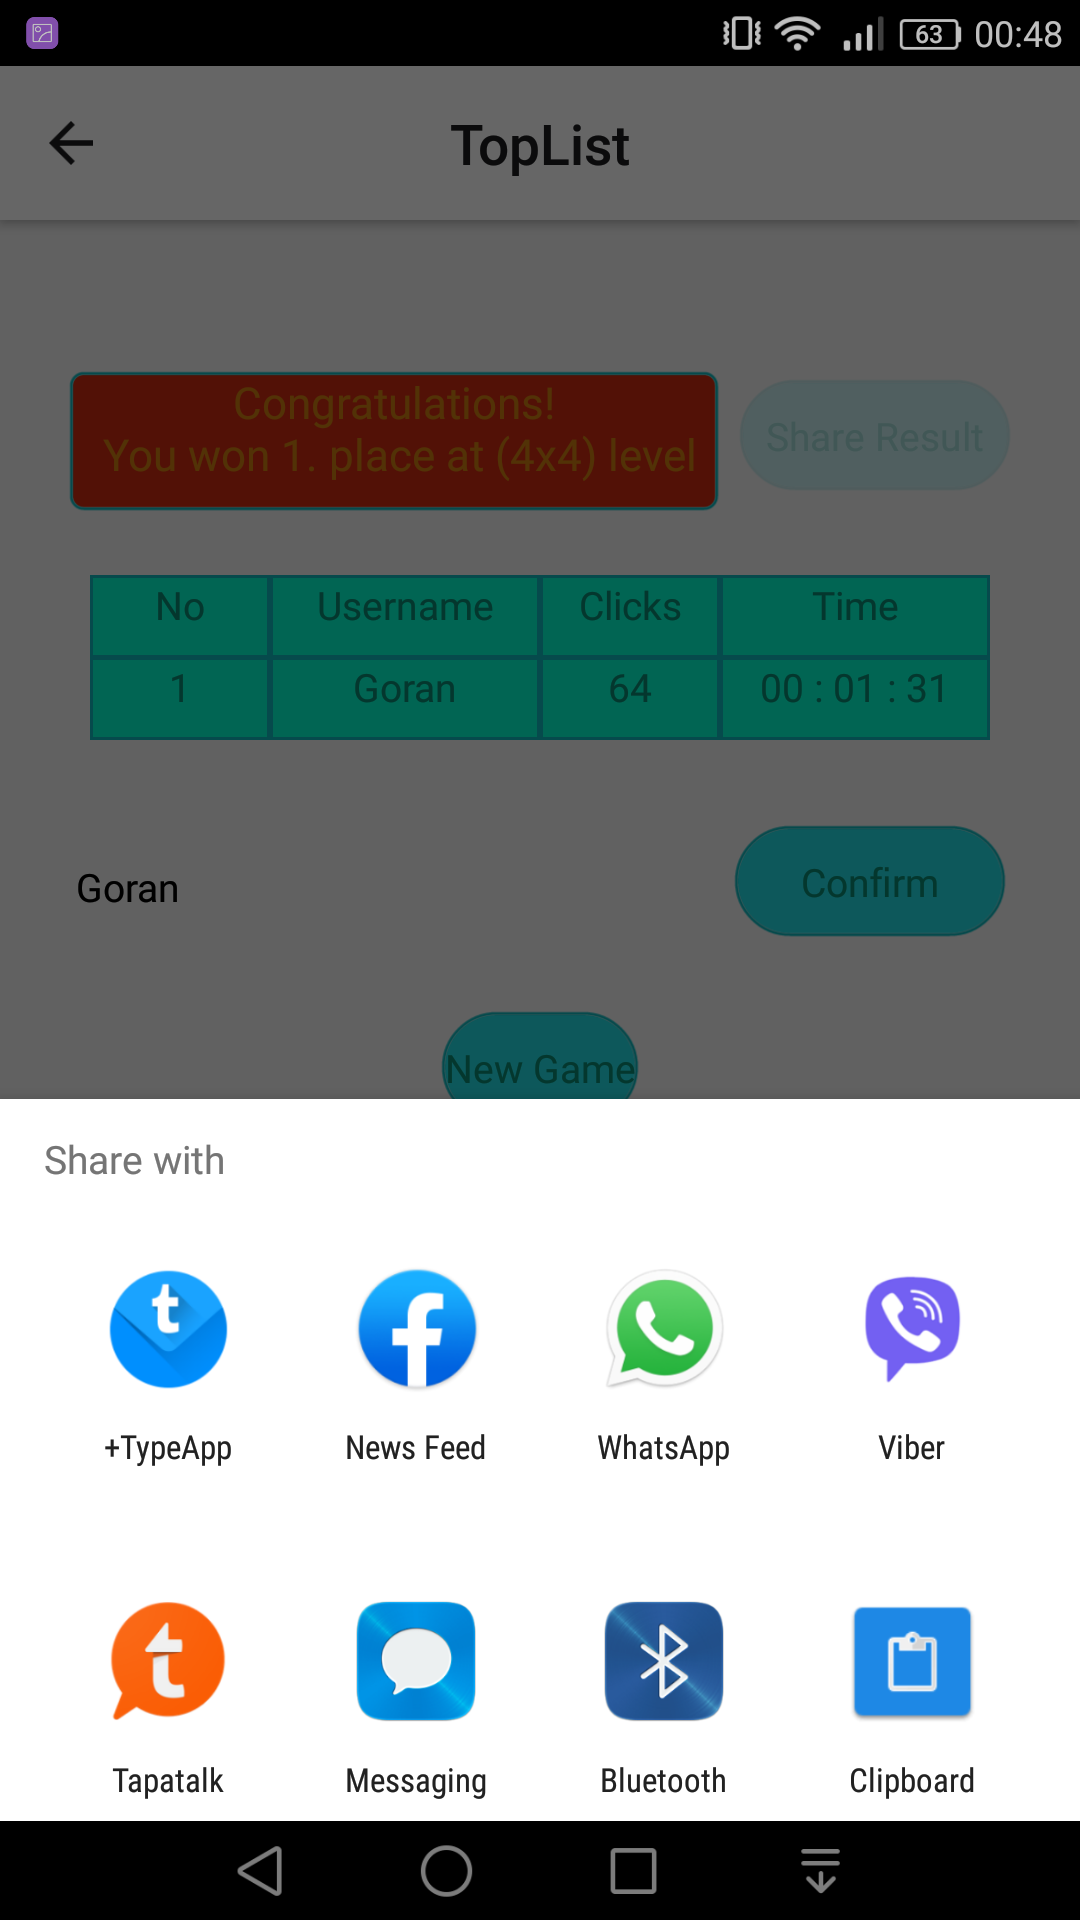 63 00:48
TopList
Congratulations!
You won 1. place at (4x4) level
Share Result
No Username Clicks Time
1 Goran 64 00 : 01 : 31
Goran
Confirm
New Game
Share with
+TypeApp News Feed WhatsApp Viber
Tapatalk Messaging Bluetooth Clipboard